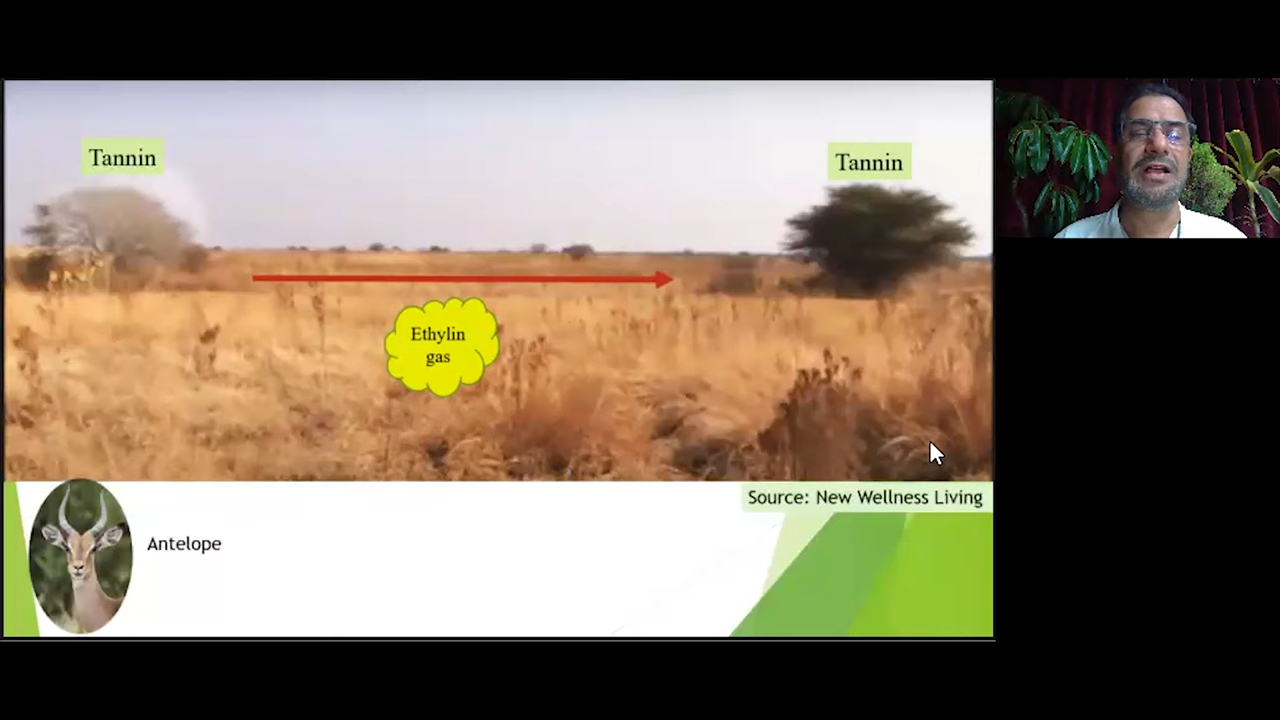 Tannin
Tannin
Ethylin
gas
Source: New Wellness Living
Antelope